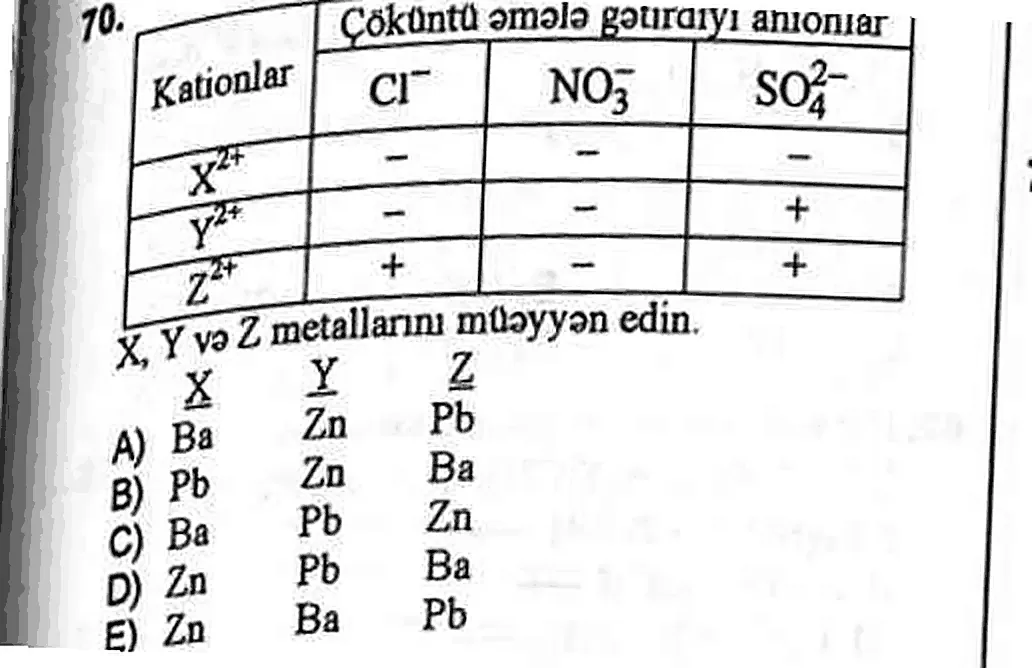 70.
Çöküntü əmələ gətirdiyi anionlar
Kationlar Cl⁻ NO₃⁻ SO₄²⁻
X²⁺ – – –
Y²⁺ – – +
Z²⁺ + – +
X, Y və Z metallarını müəyyən edin.
X Y Z
A) Ba Zn Pb
B) Pb Zn Ba
C) Ba Pb Zn
D) Zn Pb Ba
E) Zn Ba Pb